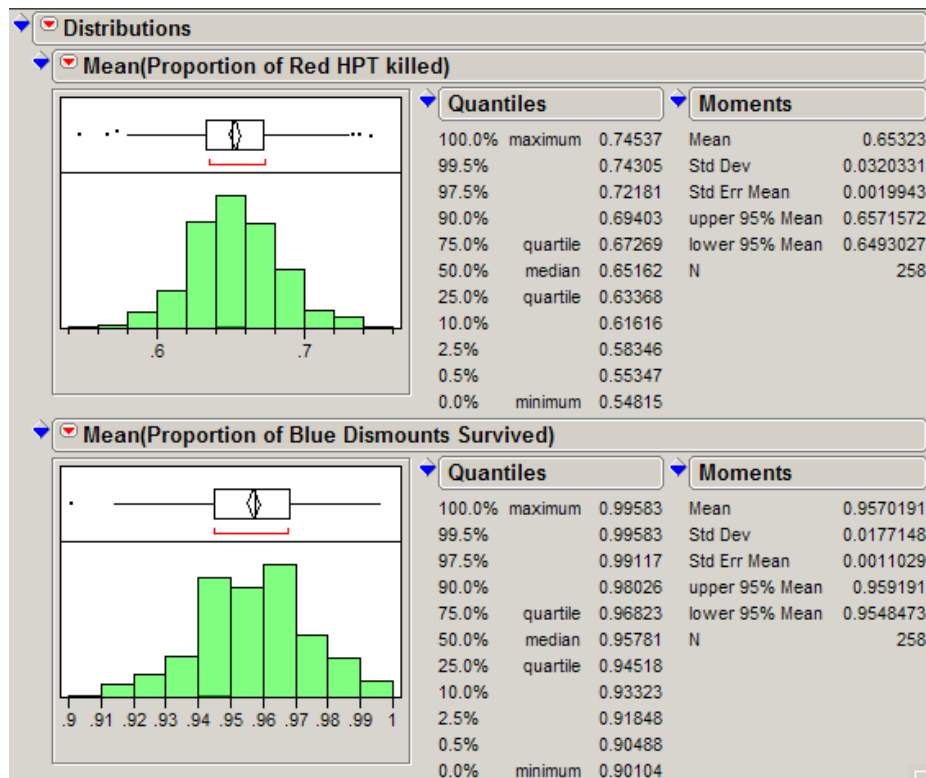 Distributions
Mean(Proportion of Red HPT killed)
.6 .7
Quantiles
100.0% maximum 0.74537
99.5% 0.74305
97.5% 0.72181
90.0% 0.69403
75.0% quartile 0.67269
50.0% median 0.65162
25.0% quartile 0.63368
10.0% 0.61616
2.5% 0.58346
0.5% 0.55347
0.0% minimum 0.54815
Moments
Mean 0.65323
Std Dev 0.0320331
Std Err Mean 0.0019943
upper 95% Mean 0.6571572
lower 95% Mean 0.6493027
N 258
Mean(Proportion of Blue Dismounts Survived)
.9 .91 .92 .93 .94 .95 .96 .97 .98 .99 1
Quantiles
100.0% maximum 0.99583
99.5% 0.99583
97.5% 0.99117
90.0% 0.98026
75.0% quartile 0.96823
50.0% median 0.95781
25.0% quartile 0.94518
10.0% 0.93323
2.5% 0.91848
0.5% 0.90488
0.0% minimum 0.90104
Moments
Mean 0.9570191
Std Dev 0.0177148
Std Err Mean 0.0011029
upper 95% Mean 0.959191
lower 95% Mean 0.9548473
N 258